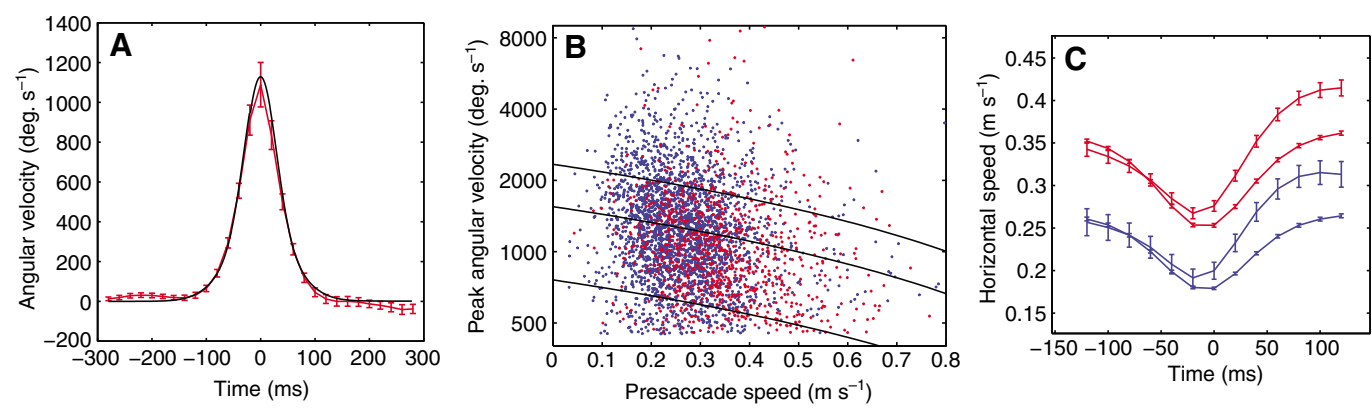 A
Angular velocity (deg. s⁻¹)
1400
1200
1000
800
600
400
200
0
−200
−300 −200 −100 0 100 200 300
Time (ms)
B
Peak angular velocity (deg. s⁻¹)
8000
4000
2000
1000
500
0 0.1 0.2 0.3 0.4 0.5 0.6 0.7 0.8
Presaccade speed (m s⁻¹)
C
Horizontal speed (m s⁻¹)
0.45
0.4
0.35
0.3
0.25
0.2
0.15
−150 −100 −50 0 50 100
Time (ms)